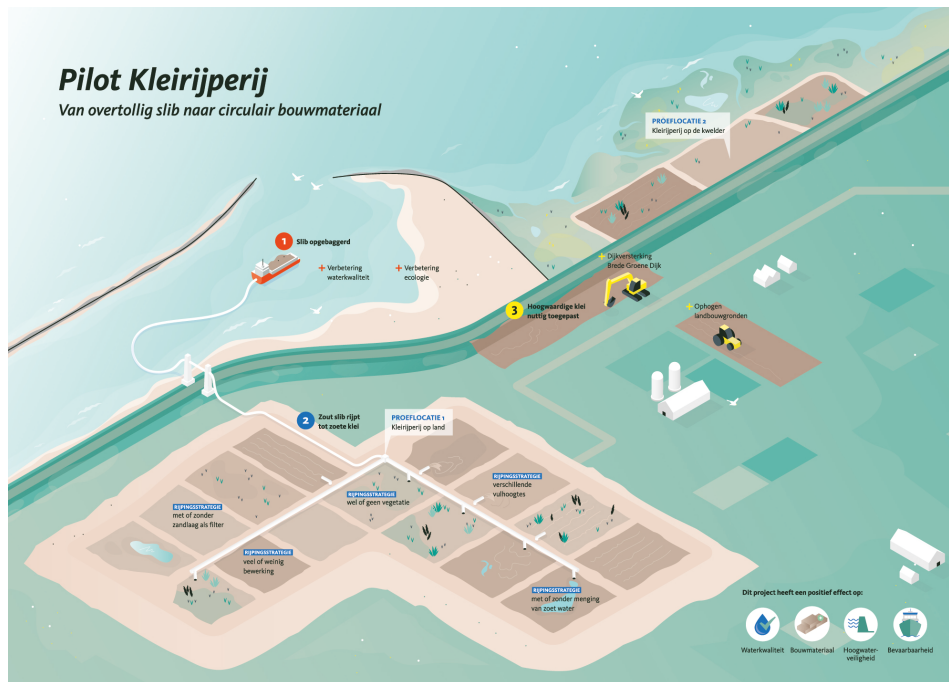 Pilot Kleirijperij
Van overtollig slib naar circulair bouwmateriaal
PROEFLOCATIE 2
Kleirijperij op de kwelder
1
Slib opgebaggerd
+ Verbetering
waterkwaliteit
+ Verbetering
ecologie
+ Dijkversterking
Brede Groene Dijk
3
Hoogwaardige klei
nuttig toegepast
+ Ophogen
landbouwgronden
2
Zout slib rijpt
tot zoete klei
PROEFLOCATIE 1
Kleirijperij op land
RIJPINGSSTRATEGIE
verschillende
vulhoogtes
RIJPINGSSTRATEGIE
wel of geen vegetatie
RIJPINGSSTRATEGIE
met of zonder
zandlaag als filter
RIJPINGSSTRATEGIE
veel of weinig
bewerking
RIJPINGSSTRATEGIE
met of zonder menging
van zoet water
Dit project heeft een positief effect op:
Waterkwaliteit
Bouwmateriaal
Hoogwater-
veiligheid
Bevaarbaarheid